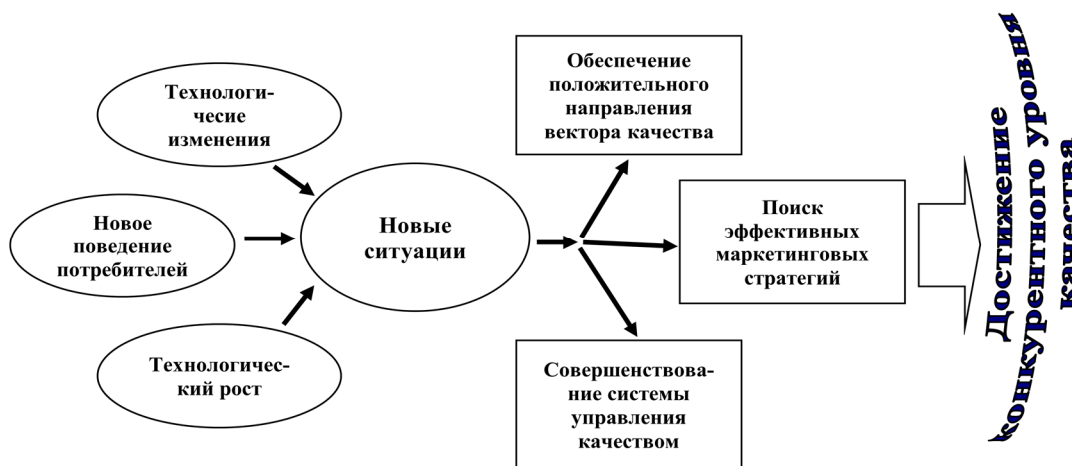 Технологи-
чесие
изменения
Новое
поведение
потребителей
Технологичес-
кий рост
Новые
ситуации
Обеспечение
положительного
направления
вектора качества
Поиск
эффективных
маркетинговых
стратегий
Совершенствова-
ние системы
управления
качеством
Достижение
конкурентного уровня
качества